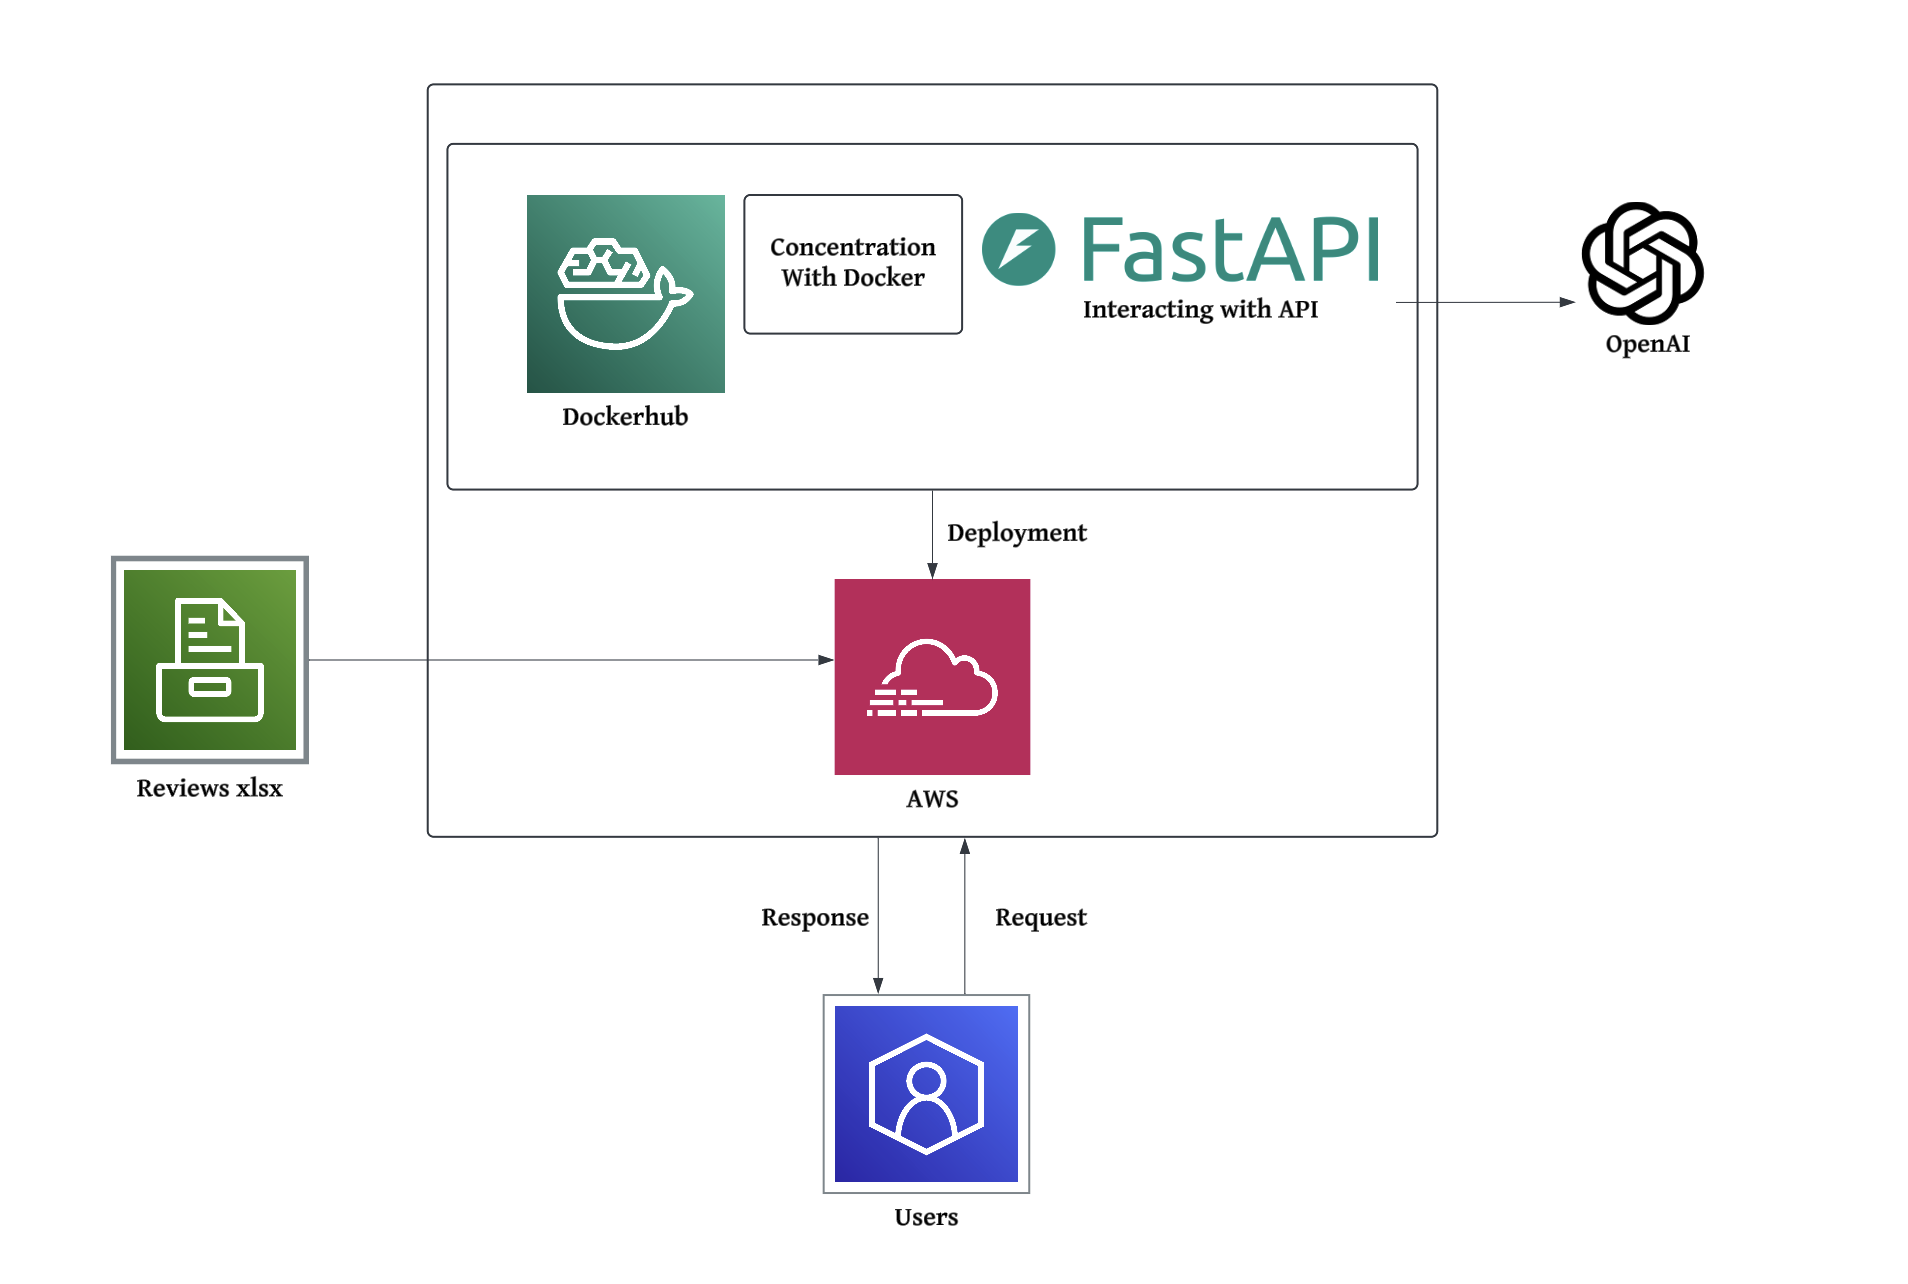 Concentration
With Docker
FastAPI
Interacting with API
OpenAI
Dockerhub
Deployment
Reviews xlsx
AWS
Response
Request
Users